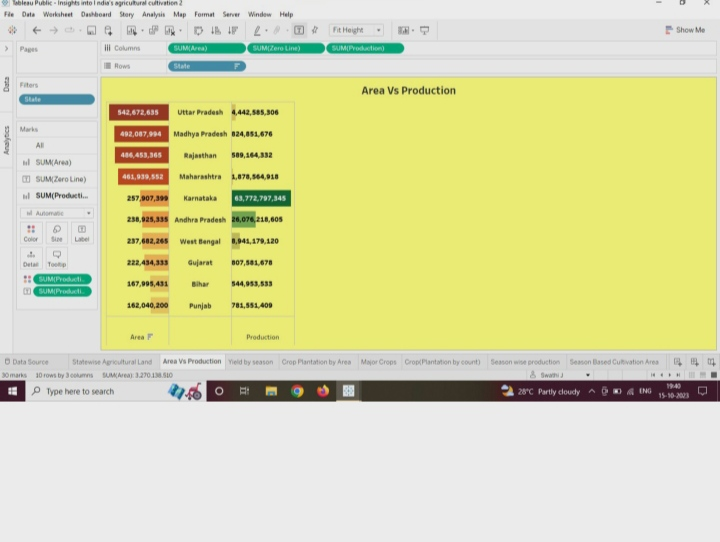 Tableau Public - Insights into India's agricultural cultivation 2
File Data Worksheet Dashboard Story Analysis Map Format Server Window Help
Fit Height
Show Me
Pages
Columns SUM(Area) SUM(Zero Line) SUM(Production)
Rows State
Data
Analytics
Filters
State
Marks
All
SUM(Area)
SUM(Zero Line)
SUM(Producti...
Automatic
Color Size Label
Detail Tooltip
SUM(Producti..
SUM(Producti..
Area Vs Production
542,672,635 Uttar Pradesh 4,442,585,306
492,087,994 Madhya Pradesh 824,851,676
486,453,365 Rajasthan 589,164,332
461,939,552 Maharashtra 1,878,564,918
257,907,399 Karnataka 63,772,797,345
238,925,335 Andhra Pradesh 26,076,218,605
237,682,265 West Bengal 8,941,179,120
222,434,333 Gujarat 807,581,678
167,995,431 Bihar 544,953,533
162,040,200 Punjab 781,551,409
Area Production
Data Source Statewise Agricultural Land Area Vs Production Yield by season Crop Plantation by Area Major Crops Crop(Plantation by count) Season wise production Season Based Cultivation Area
30 marks 10 rows by 3 columns SUM(Area): 3,270,138,510 Swathi J
Type here to search 28°C Partly cloudy ENG 19:40
15-10-2023